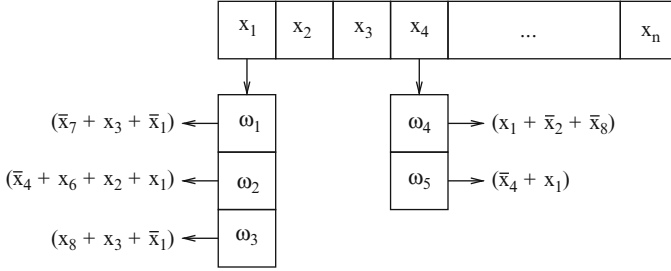 x₁ x₂ x₃ x₄ ... xₙ
(x̄₇ + x₃ + x̄₁) ω₁ ω₄ (x₁ + x̄₂ + x̄₈)
(x̄₄ + x₆ + x₂ + x₁) ω₂ ω₅ (x̄₄ + x₁)
(x₈ + x₃ + x̄₁) ω₃